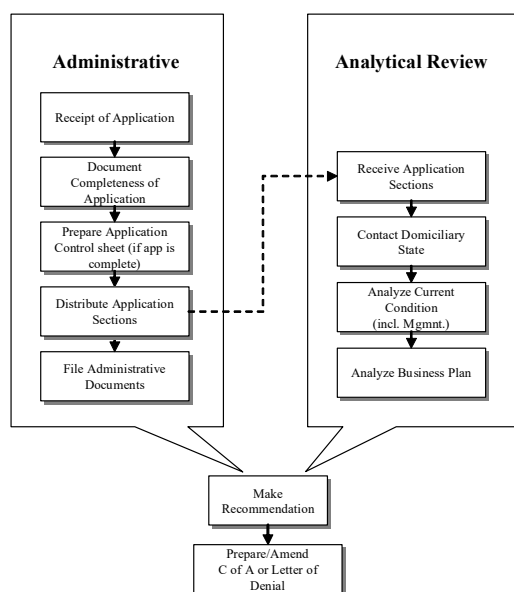 Administrative
Receipt of Application
Document
Completeness of
Application
Prepare Application
Control sheet (if app is
complete)
Distribute Application
Sections
File Administrative
Documents
Analytical Review
Receive Application
Sections
Contact Domiciliary
State
Analyze Current
Condition
(incl. Mgmnt.)
Analyze Business Plan
Make
Recommendation
Prepare/Amend
C of A or Letter of
Denial